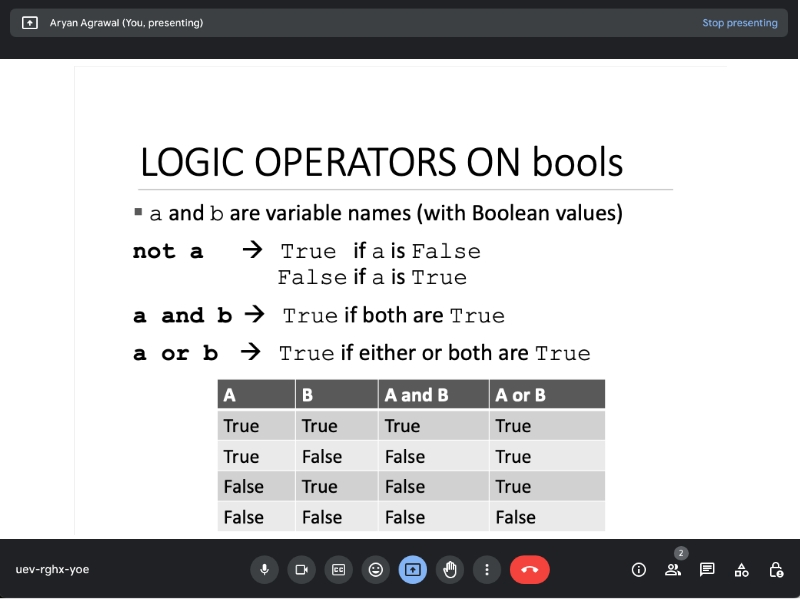 Aryan Agrawal (You, presenting)
Stop presenting
LOGIC OPERATORS ON bools
▪ a and b are variable names (with Boolean values)
not a → True if a is False
False if a is True
a and b → True if both are True
a or b → True if either or both are True
A B A and B A or B
True True True True
True False False True
False True False True
False False False False
2
uev-rghx-yoe
CC